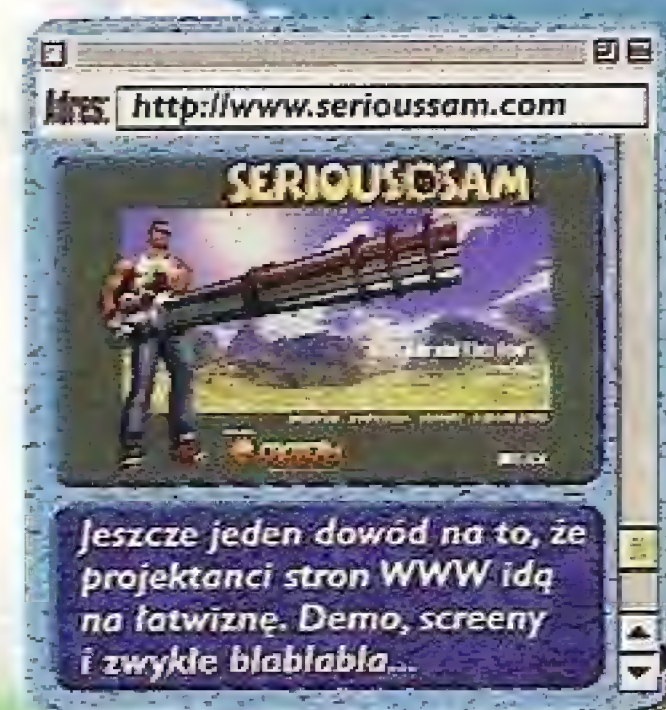 Adres: http://www.serioussam.com
SERIOUS SAM
Jeszcze jeden dowód na to, że
projektanci stron WWW idą
na łatwiznę. Demo, screeny
i zwykłe blablabla...